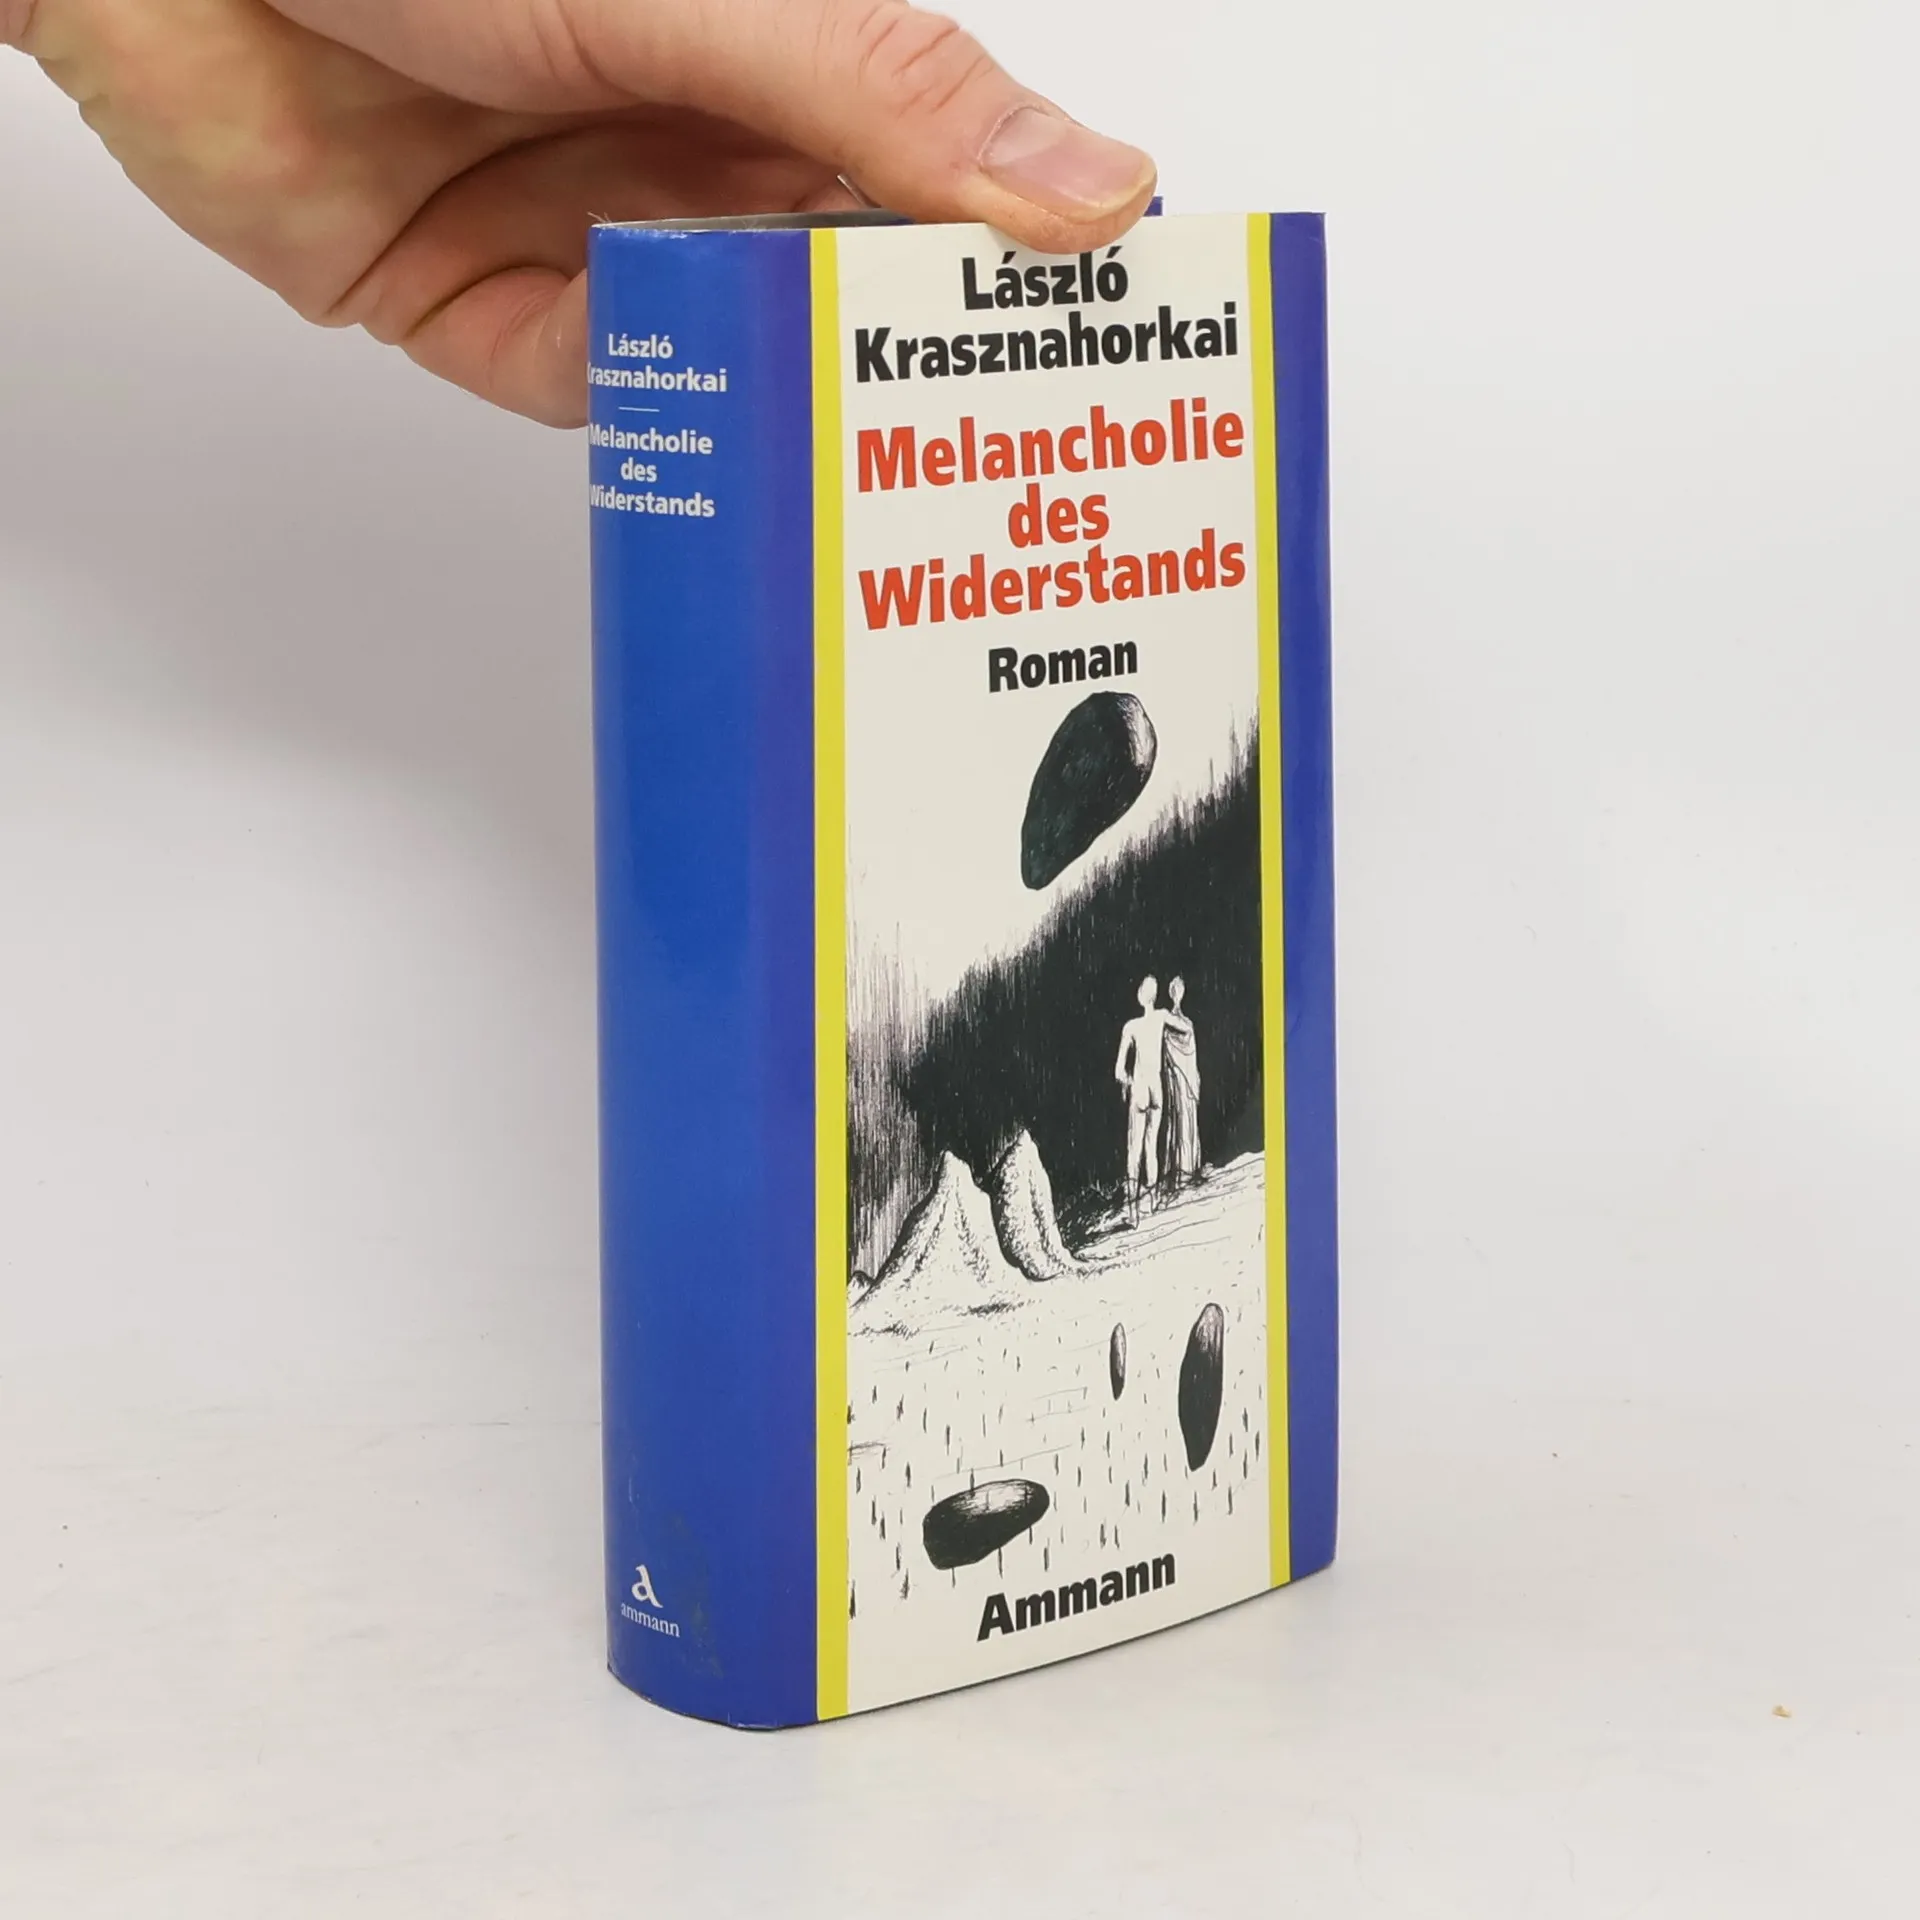 László
Krasznahorkai
Melancholie
des
Widerstands
a
ammann
László
Krasznahorkai
Melancholie
des
Widerstands
Roman
Ammann